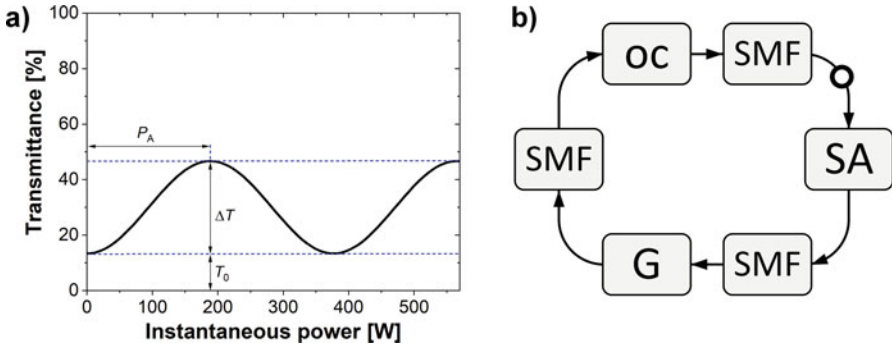 a)
Transmittance [%]
100
80
60
40
20
0
P_A
ΔT
T_0
0
100
200
300
400
500
Instantaneous power [W]
b)
OC
SMF
SMF
SA
G
SMF